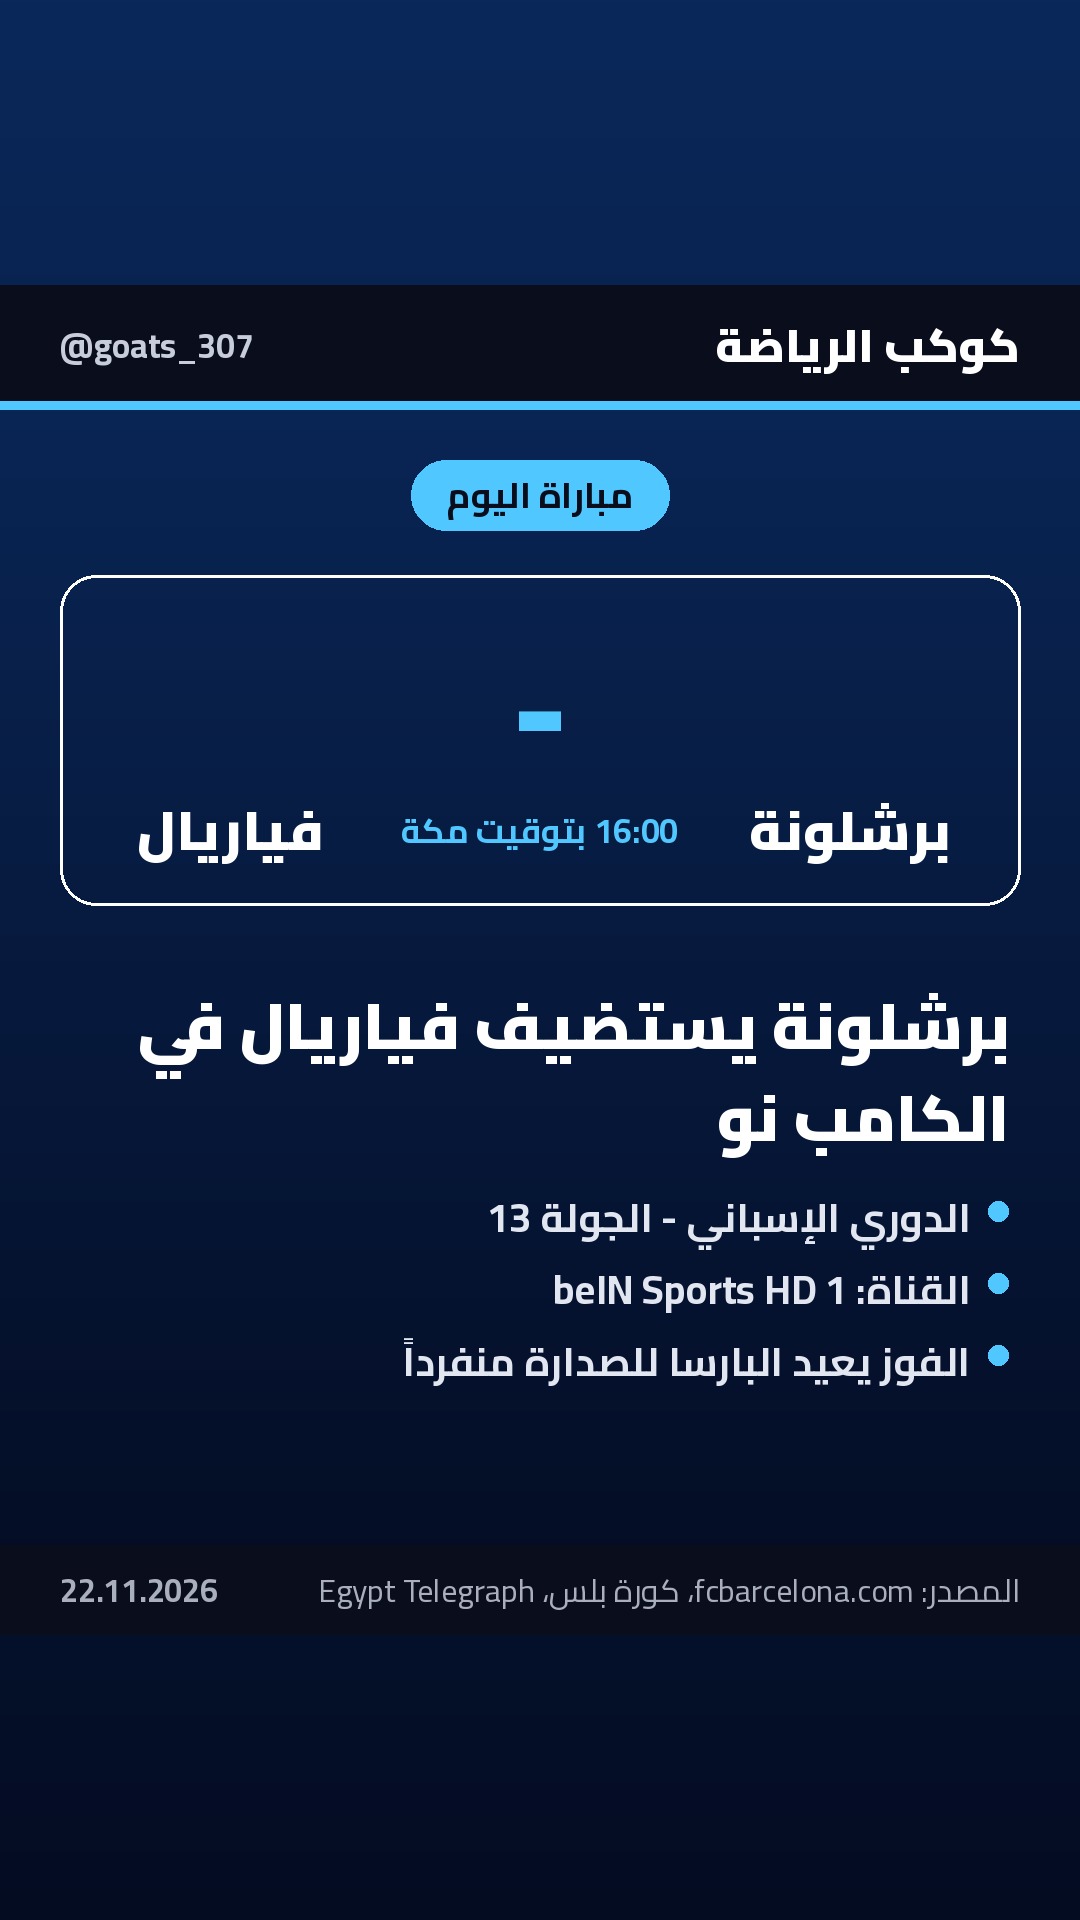 كوكب الرياضة
@goats_307
مباراة اليوم
-
برشلونة
16:00 بتوقيت مكة
فياريال
برشلونة يستضيف فياريال في
الكامب نو
الدوري الإسباني - الجولة 13
القناة: beIN Sports HD 1
الفوز يعيد البارسا للصدارة منفرداً
المصدر: fcbarcelona.com، كورة بلس، Egypt Telegraph
22.11.2026